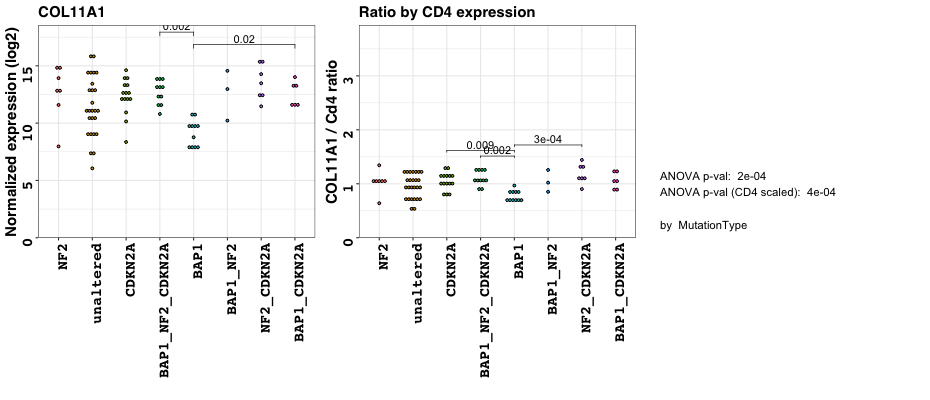 COL11A1
Normalized expression (log2)
0
5
10
15
0.002
0.02
NF2
unaltered
CDKN2A
BAP1_NF2_CDKN2A
BAP1
BAP1_NF2
NF2_CDKN2A
BAP1_CDKN2A
Ratio by CD4 expression
COL11A1 / Cd4 ratio
0
1
2
3
0.009
0.002
3e-04
NF2
unaltered
CDKN2A
BAP1_NF2_CDKN2A
BAP1
BAP1_NF2
NF2_CDKN2A
BAP1_CDKN2A
ANOVA p-val: 2e-04
ANOVA p-val (CD4 scaled): 4e-04
by MutationType